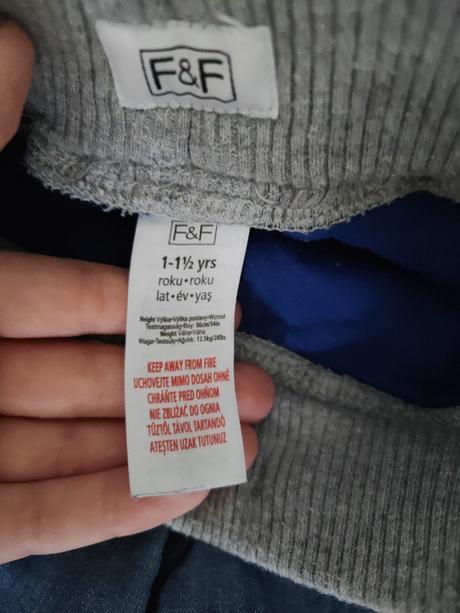 F&F
F&F
1-1½ yrs
roku•roku
lat•év•yaş
Height Výška-Výška postavy-Wzrost
Testmagasság-Boy: 86cm/34in
Weight Váha-Váha
Waga-Testsúly-Ağırlık: 12.5kg/28lbs
KEEP AWAY FROM FIRE
UCHOVEJTE MIMO DOSAH OHNĚ
CHRÁŇTE PRED OHŇOM
NIE ZBLIŻAĆ DO OGNIA
TŰZTŐL TÁVOL TARTANDÓ
ATEŞTEN UZAK TUTUNUZ